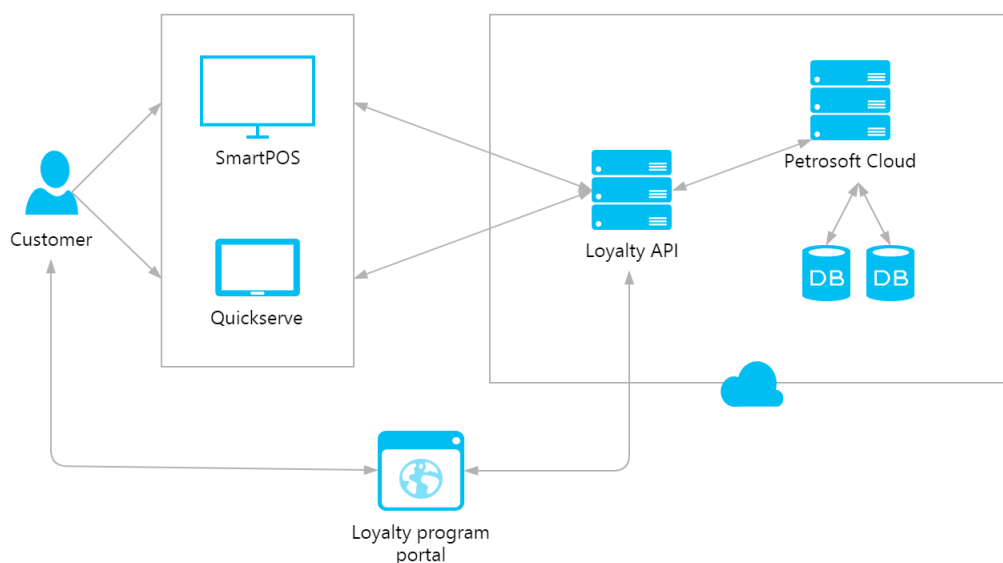 SmartPOS
Petrosoft Cloud
Customer
Loyalty API
DB DB
Quickserve
Loyalty program
portal